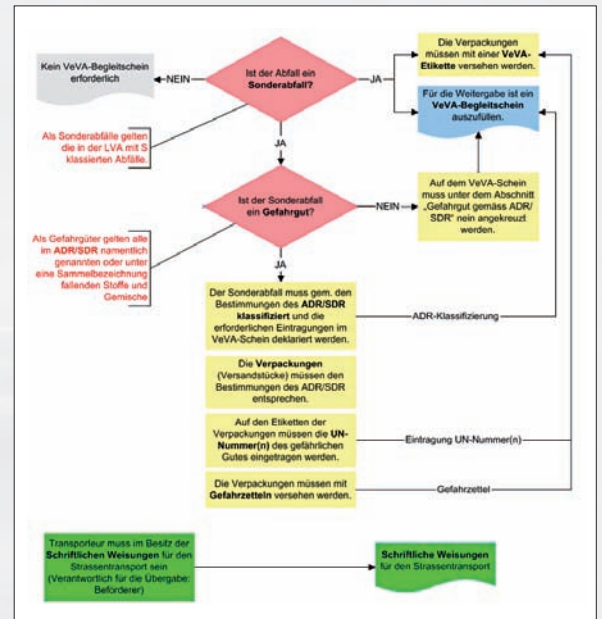 Die Verpackungen
müssen mit einer VeVA-
Etikette versehen werden.
Kein VeVA-Begleitschein
erforderlich
NEIN
Ist der Abfall ein
Sonderabfall?
JA
Für die Weitergabe ist ein
VeVA-Begleitschein
auszufüllen.
Als Sonderabfälle gelten
die in der LVA mit S
klassierten Abfälle.
JA
Ist der Sonderabfall
ein Gefahrgut?
NEIN
Auf dem VeVA-Schein
muss unter dem Abschnitt
„Gefahrgut gemäss ADR/
SDR“ nein angekreuzt
werden.
Als Gefahrgüter gelten alle
im ADR/SDR namentlich
genannten oder unter
eine Sammelbezeichnung
fallenden Stoffe und
Gemische
JA
Der Sonderabfall muss gem. den
Bestimmungen des ADR/SDR
klassifiziert und die
erforderlichen Eintragungen im
VeVA-Schein deklariert werden.
ADR-Klassifizierung
Die Verpackungen
(Versandstücke) müssen den
Bestimmungen des ADR/SDR
entsprechen.
Auf den Etiketten der
Verpackungen müssen die UN-
Nummer(n) des gefährlichen
Gutes eingetragen werden.
Eintragung UN-Nummer(n)
Die Verpackungen müssen mit
Gefahrzetteln versehen werden.
Gefahrzettel
Transporteur muss im Besitz der
Schriftlichen Weisungen für den
Strassentransport sein
(Verantwortlich für die Übergabe:
Beförderer)
Schriftliche Weisungen
für den Strassentransport